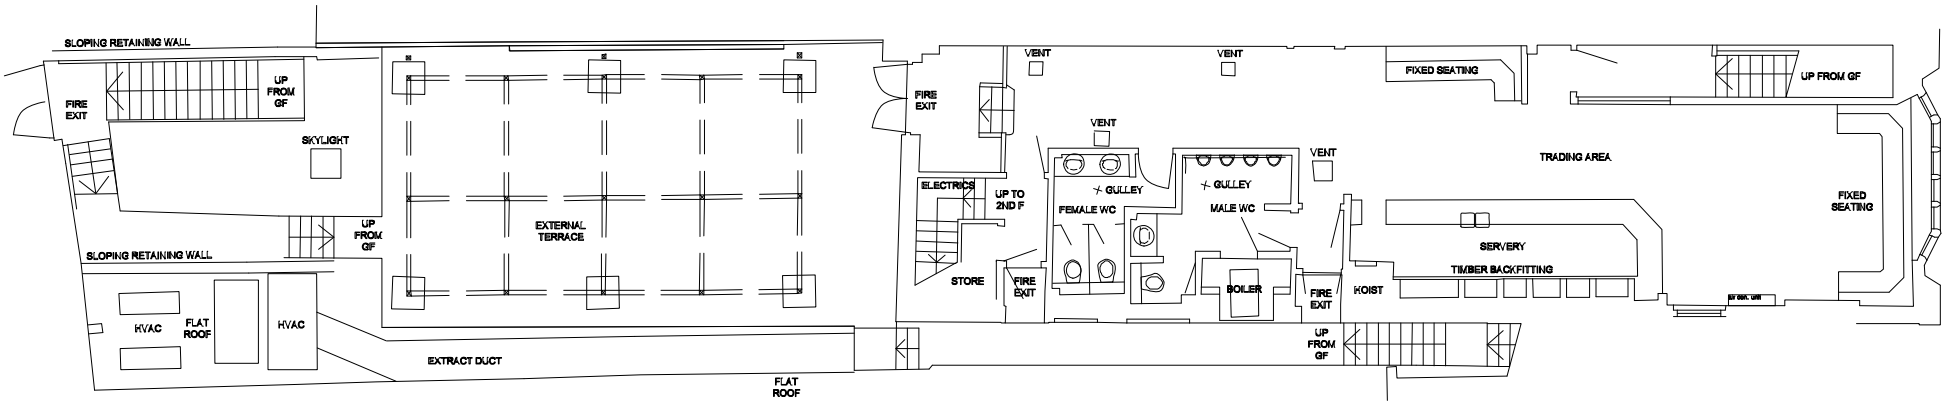 SLOPING RETAINING WALL
UP
FROM
GF
FIRE
EXIT
SKYLIGHT
UP
FROM
GF
SLOPING RETAINING WALL
HVAC
FLAT
ROOF
HVAC
EXTERNAL
TERRACE
EXTRACT DUCT
FLAT
ROOF
FIRE
EXIT
ELECTRICS
UP TO
2ND F
STORE
FIRE
EXIT
VENT
VENT
VENT
VENT
GULLEY
FEMALE WC
GULLEY
MALE WC
BOILER
FIRE
EXIT
HOIST
UP
FROM
GF
FIXED SEATING
UP FROM GF
TRADING AREA
FIXED
SEATING
SERVERY
TIMBER BACKFITTING
air con. unit